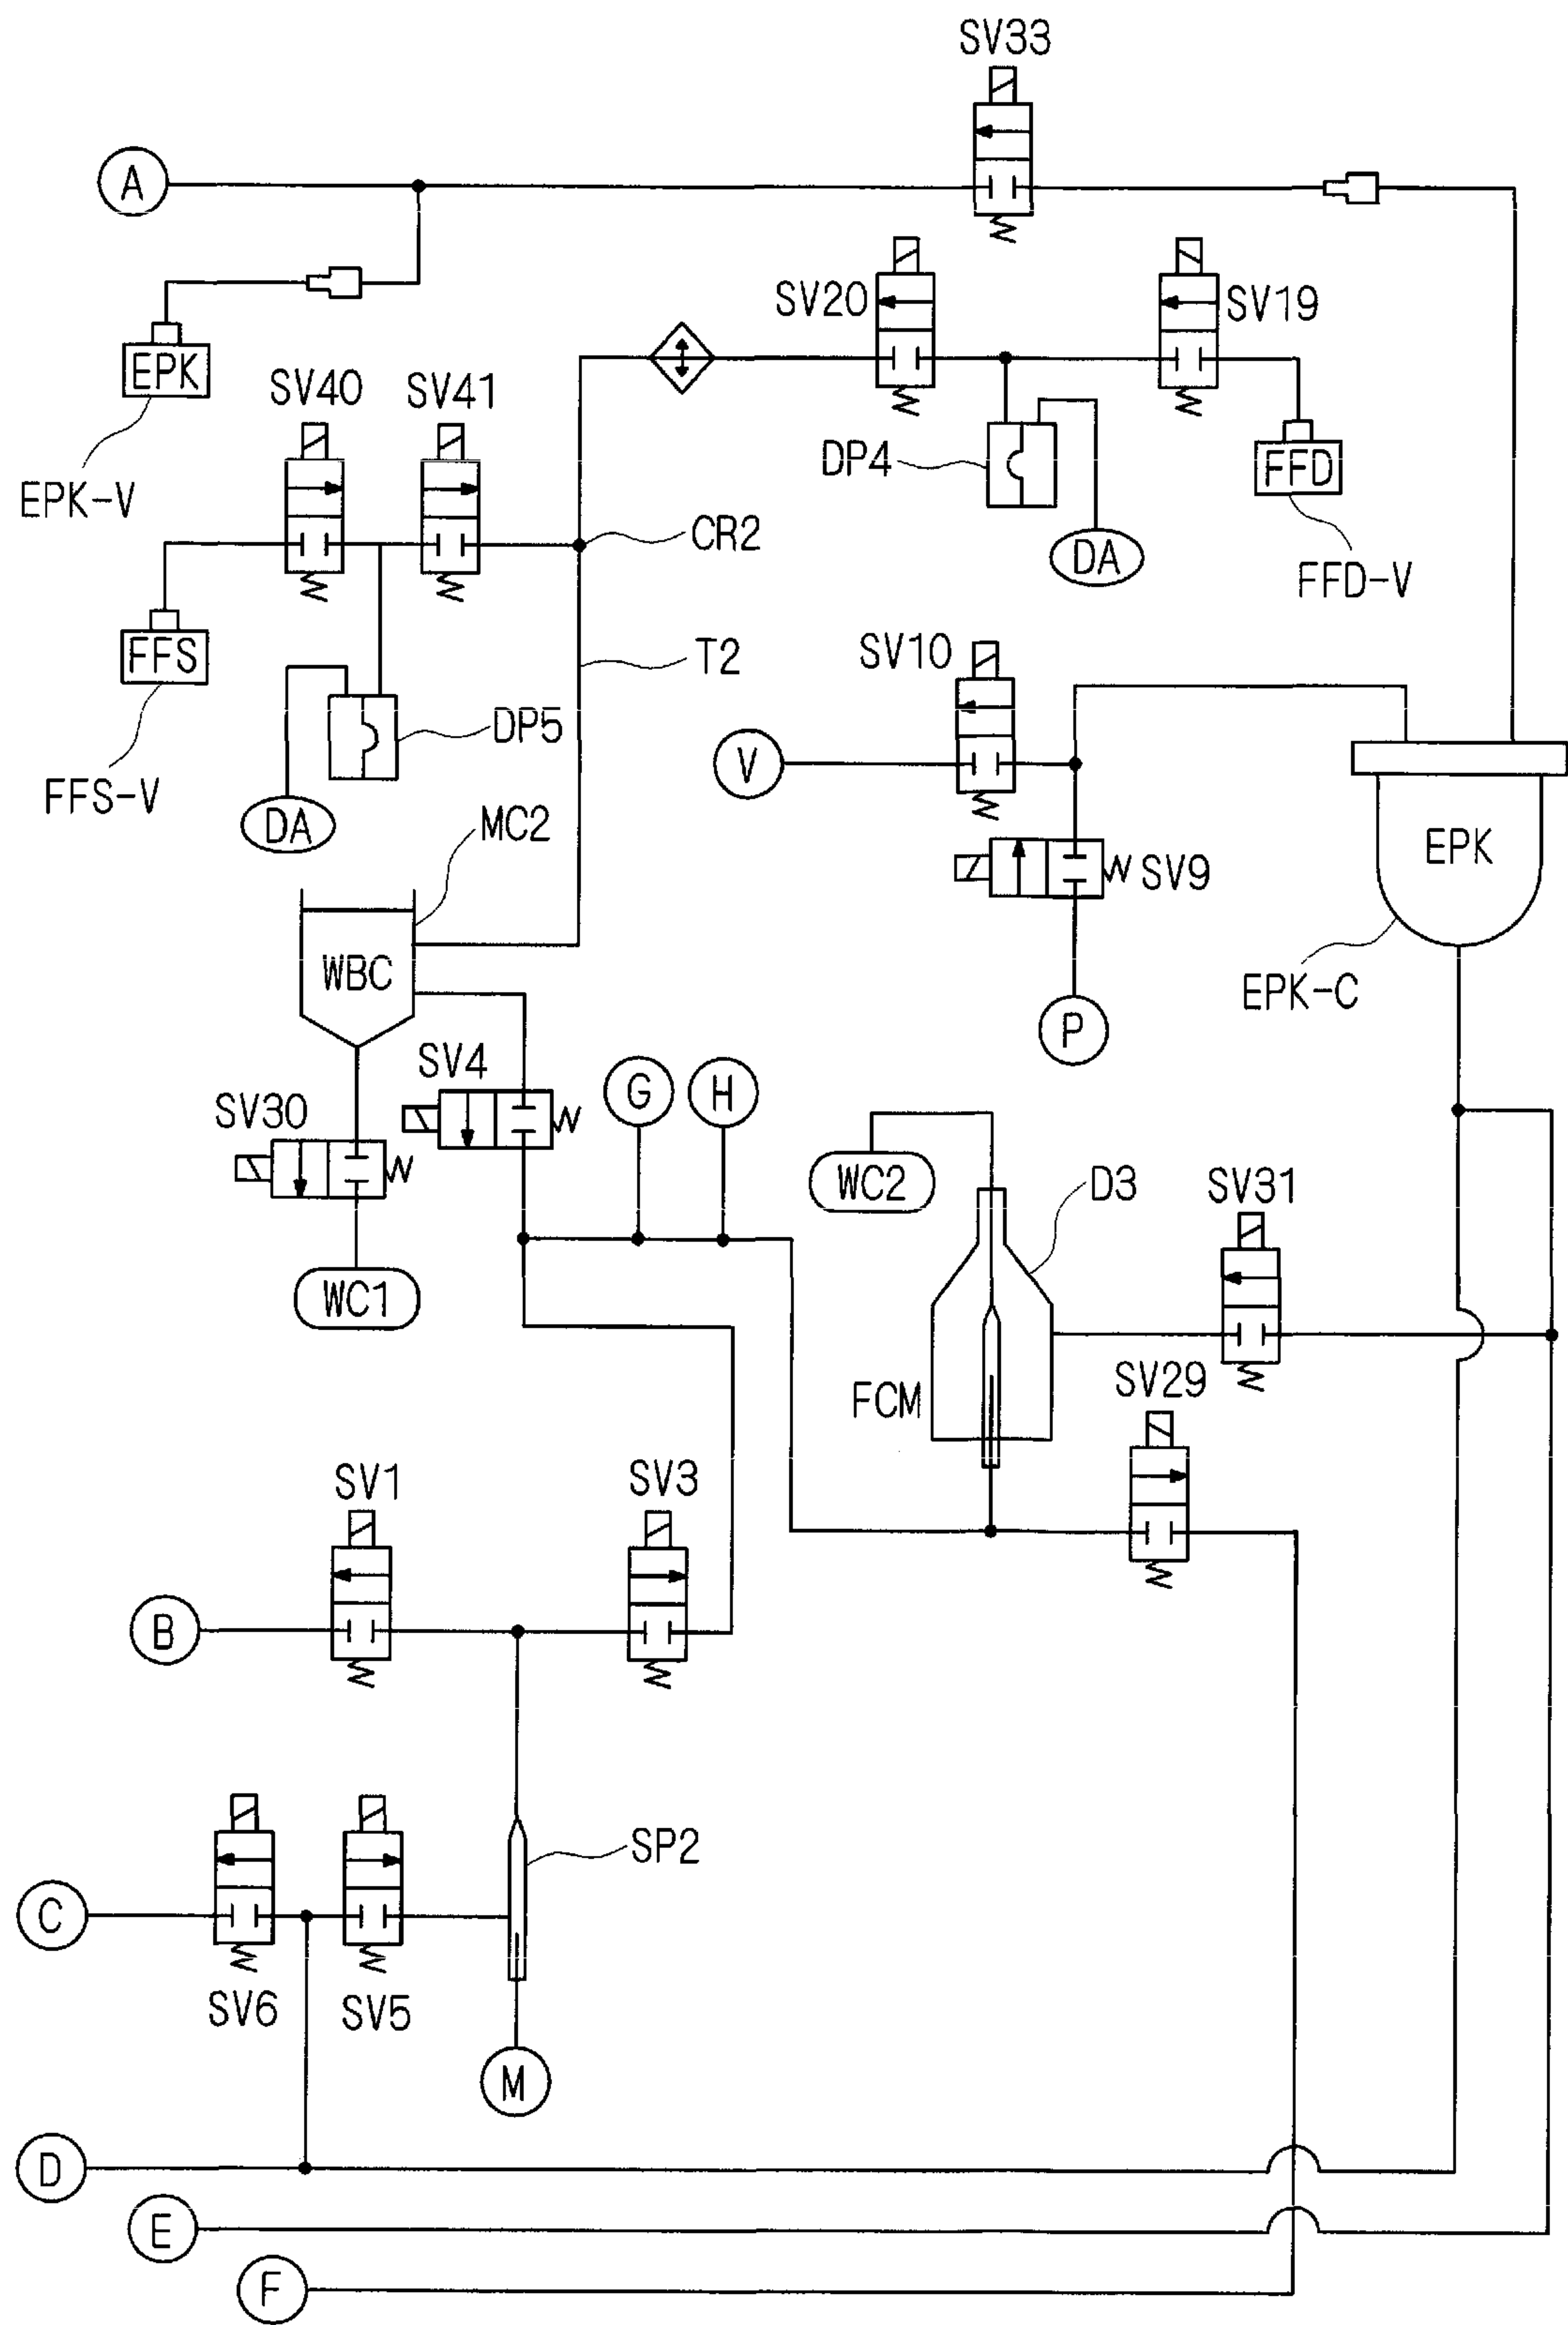 SV33
A
SV20
SV19
EPK
SV40
SV41
DP4
FFD
EPK-V
CR2
DA
FFD-V
FFS
T2
SV10
DP5
V
FFS-V
DA
MC2
EPK
SV9
WBC
EPK-C
P
SV4
G
H
SV30
WC2
D3
SV31
WC1
SV29
FCM
SV1
SV3
B
SP2
C
SV6
SV5
M
D
E
F